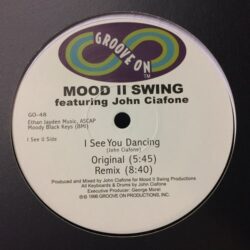 GROOVE ON
TM
MOOD II SWING
featuring John Ciafone
GO-48
Ethan Jayden Music, ASCAP
Moody Black Keys (BMI)
I See II Side
I See You Dancing
(John Ciafone)
Original (5:45)
Remix (8:40)
Produced and Mixed by John Ciafone for Mood II Swing Productions
All Keyboards & Drums by John Ciafone
Executive Producer: George Morel
℗© 1998 GROOVE ON PRODUCTIONS, INC.